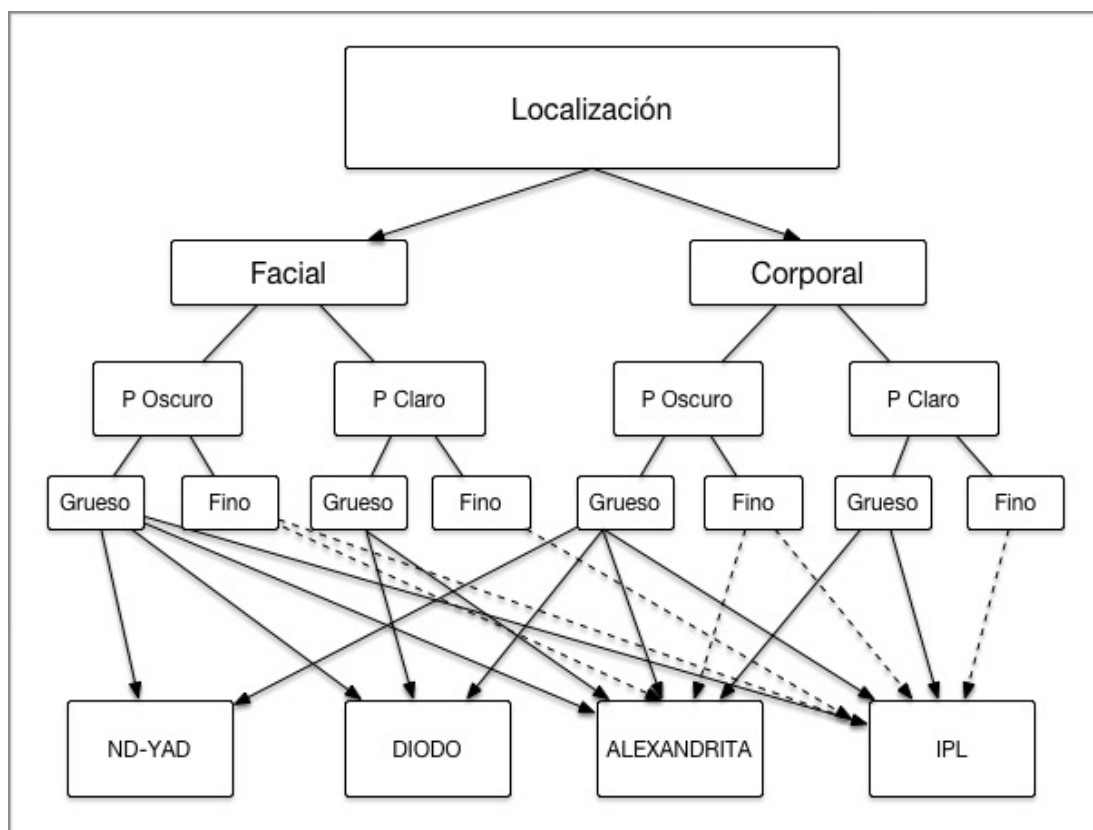 Localización
Facial
Corporal
P Oscuro
P Claro
P Oscuro
P Claro
Grueso
Fino
Grueso
Fino
Grueso
Fino
Grueso
Fino
ND-YAD
DIODO
ALEXANDRITA
IPL